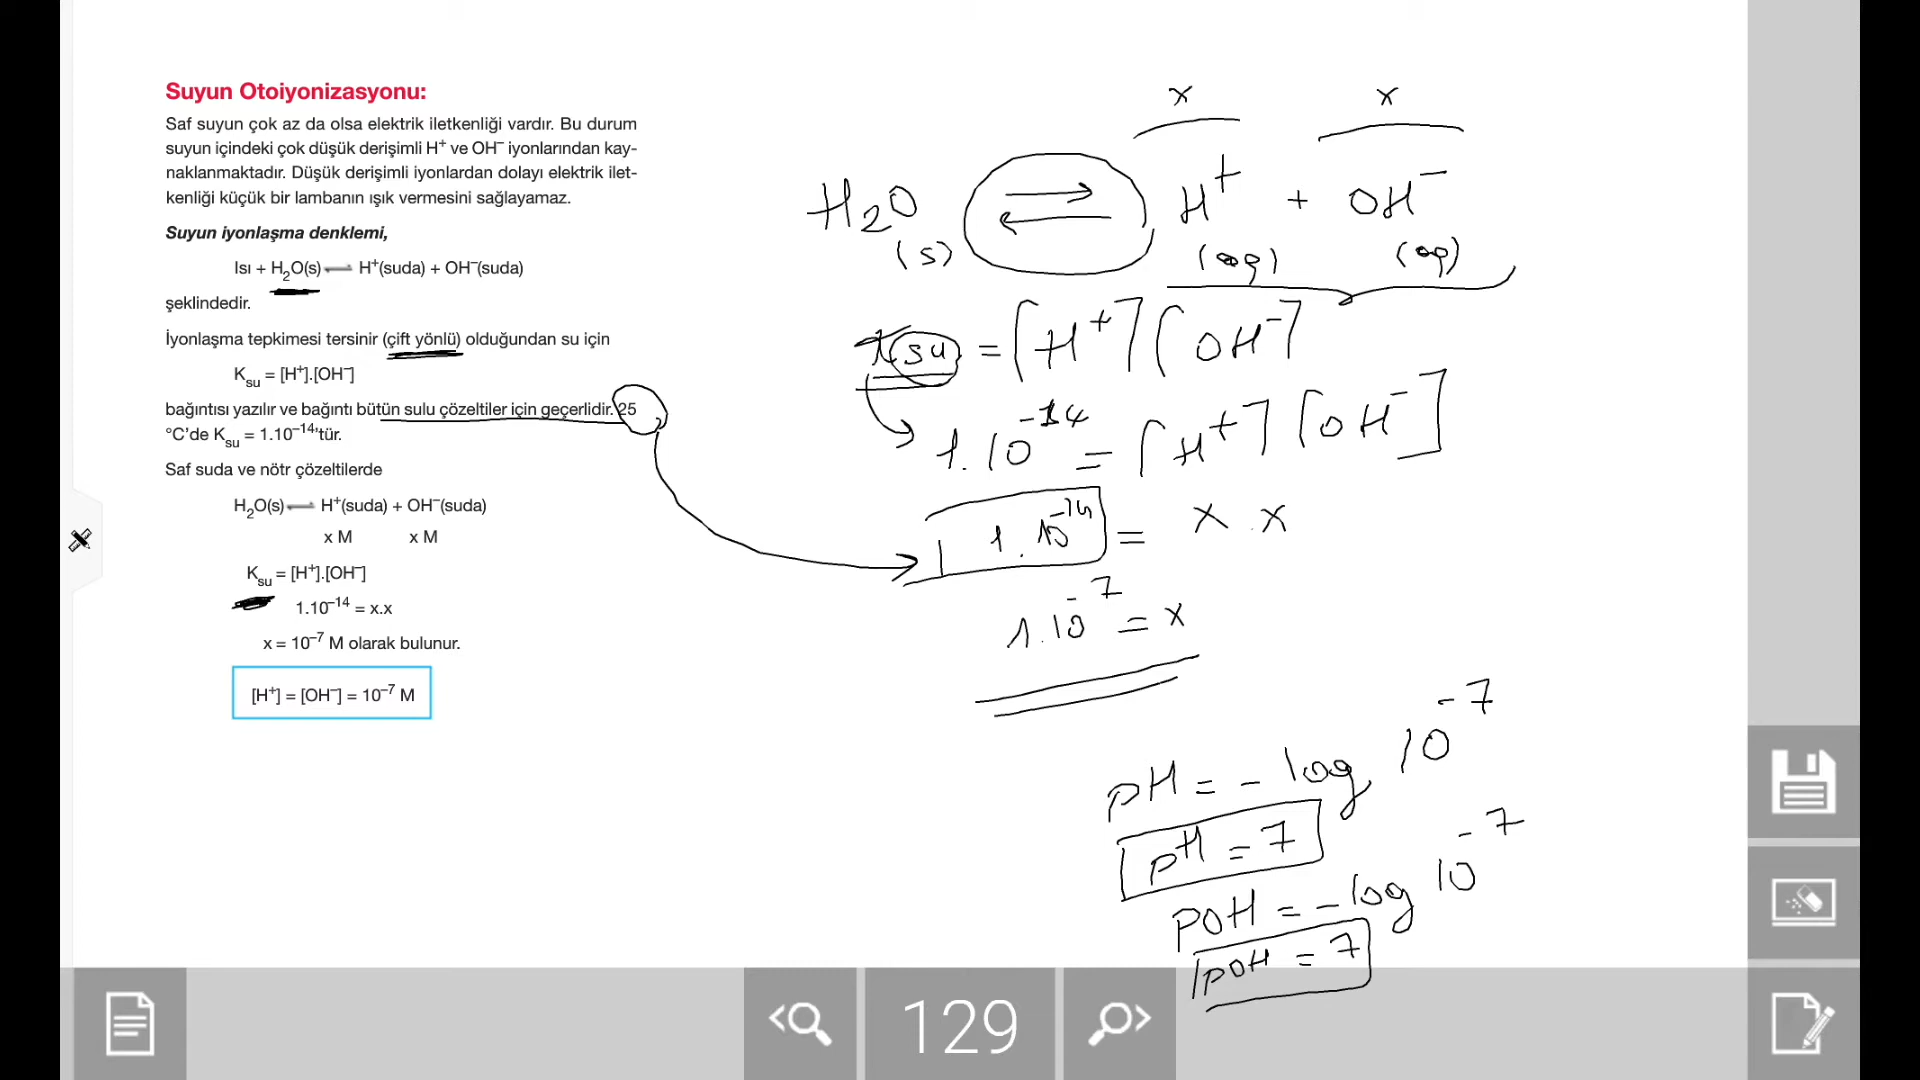 Suyun Otoiyonizasyonu:
Saf suyun çok az da olsa elektrik iletkenliği vardır. Bu durum
suyun içindeki çok düşük derişimli H⁺ ve OH⁻ iyonlarından kay-
naklanmaktadır. Düşük derişimli iyonlardan dolayı elektrik ilet-
kenliği küçük bir lambanın ışık vermesini sağlayamaz.
Suyun iyonlaşma denklemi,
Isı + H₂O(s) ⇌ H⁺(suda) + OH⁻(suda)
şeklindedir.
İyonlaşma tepkimesi tersinir (çift yönlü) olduğundan su için
Ksu = [H⁺].[OH⁻]
bağıntısı yazılır ve bağıntı bütün sulu çözeltiler için geçerlidir. 25
°C’de Ksu = 1.10⁻¹⁴’tür.
Saf suda ve nötr çözeltilerde
H₂O(s) ⇌ H⁺(suda) + OH⁻(suda)
x M x M
Ksu = [H⁺].[OH⁻]
1.10⁻¹⁴ = x.x
x = 10⁻⁷ M olarak bulunur.
[H⁺] = [OH⁻] = 10⁻⁷ M
x x
H₂O ⇌ H⁺ + OH⁻
(s) (aq) (aq)
Ksu = [H⁺] [OH⁻]
1.10⁻¹⁴ = [H⁺] [OH⁻]
1.10⁻¹⁴ = x . x
1.10⁻⁷ = x
pH = - log 10⁻⁷
pH = 7
pOH = - log 10⁻⁷
pOH = 7
129